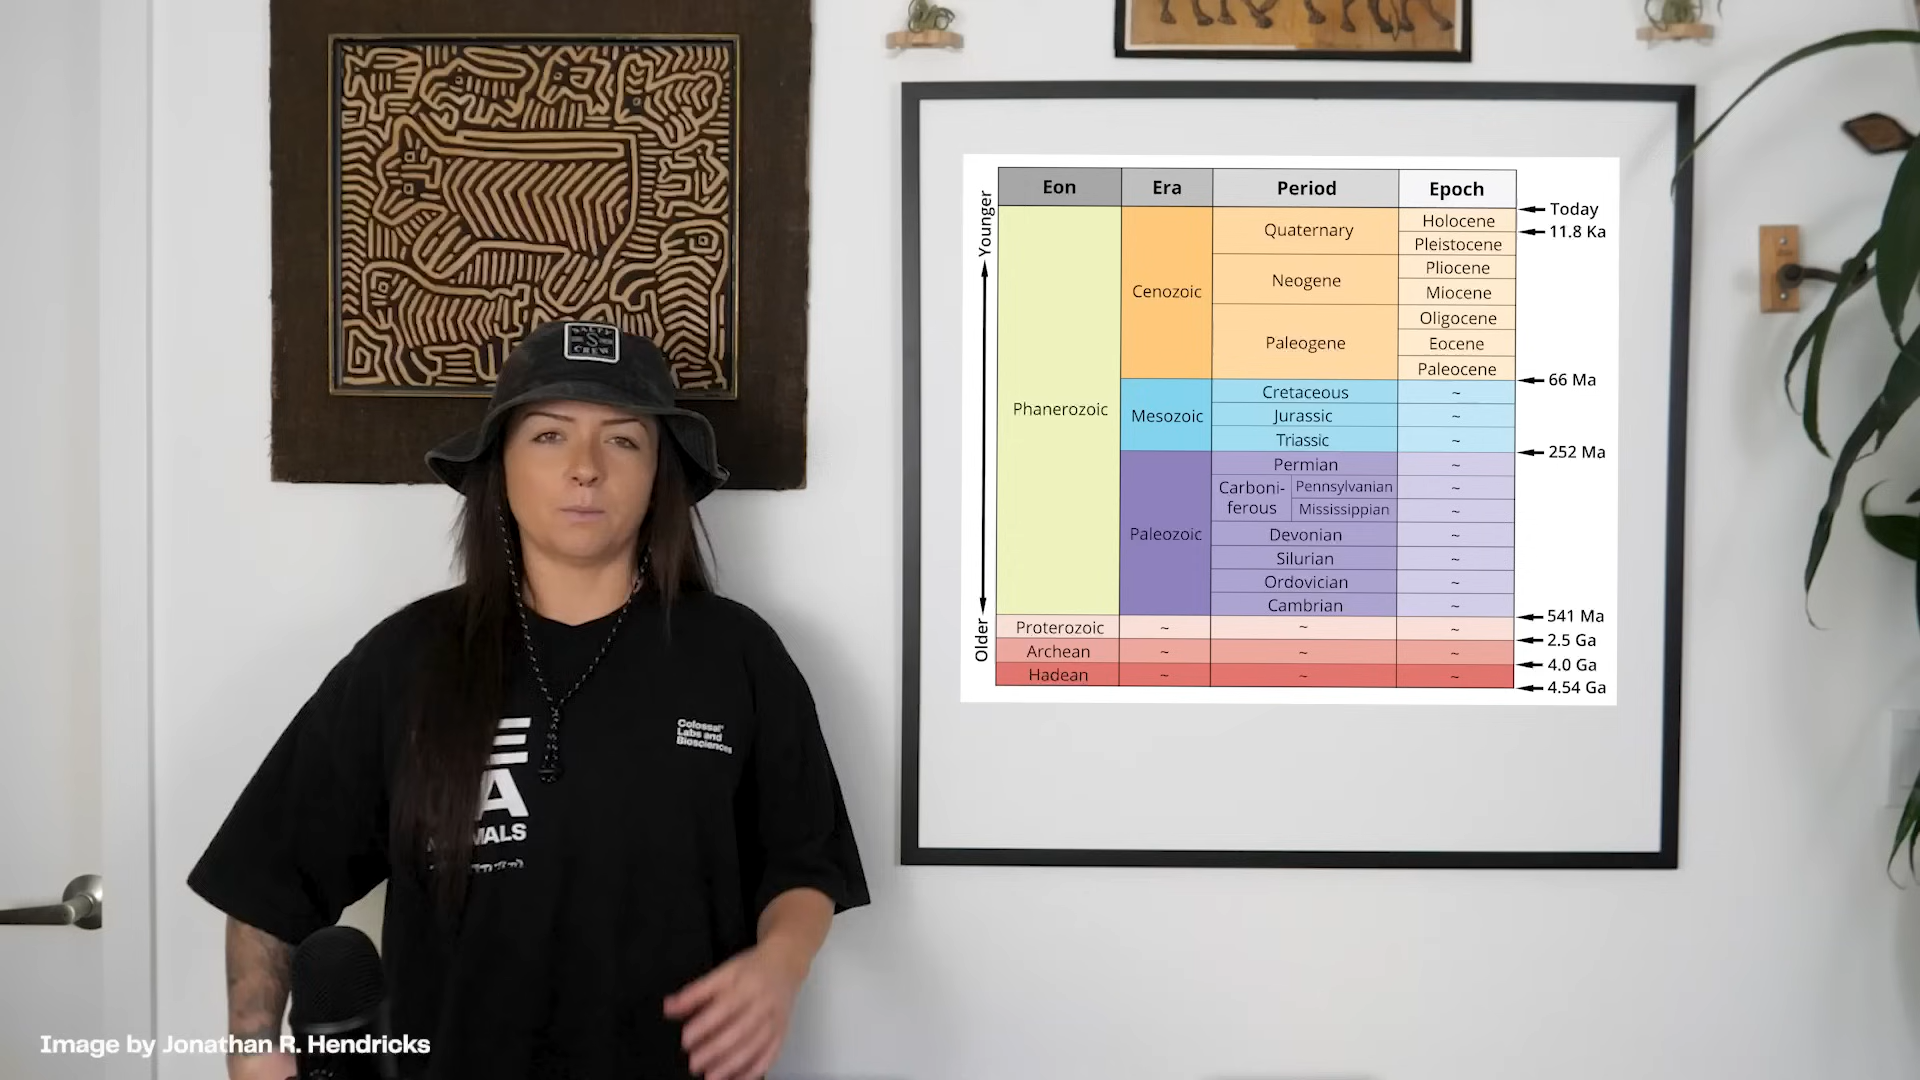 SALTY
S
CREW
Colossal
Labs and
Biosciences
E
A
MALS
Eon Era Period Epoch
Younger
Older
Phanerozoic
Proterozoic ~ ~ ~
Archean ~ ~ ~
Hadean ~ ~ ~
Cenozoic
Mesozoic
Paleozoic
Quaternary
Neogene
Paleogene
Cretaceous ~
Jurassic ~
Triassic ~
Permian ~
Carboni-
ferous
Pennsylvanian ~
Mississippian ~
Devonian ~
Silurian ~
Ordovician ~
Cambrian ~
Holocene
Pleistocene
Pliocene
Miocene
Oligocene
Eocene
Paleocene
Today
11.8 Ka
66 Ma
252 Ma
541 Ma
2.5 Ga
4.0 Ga
4.54 Ga
Image by Jonathan R. Hendricks